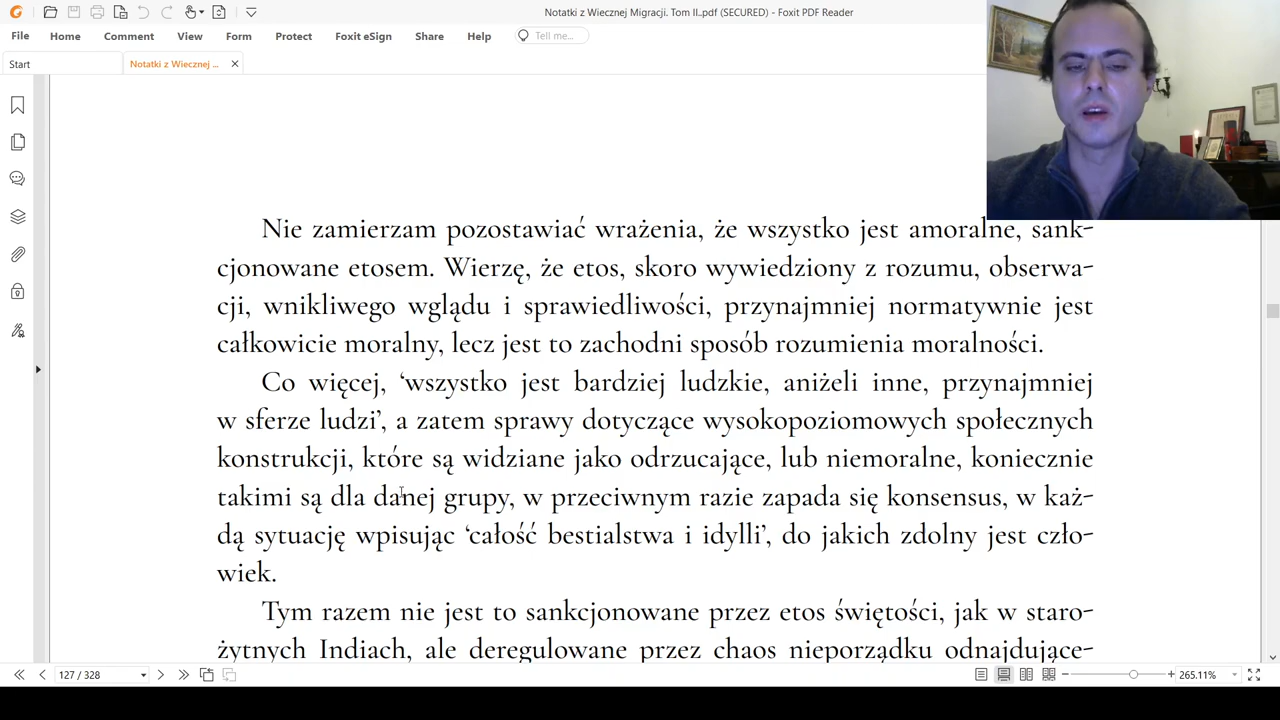 Notatki z Wiecznej Migracji. Tom II..pdf (SECURED) - Foxit PDF Reader
File Home Comment View Form Protect Foxit eSign Share Help Tell me...
Start Notatki z Wiecznej ...
Nie zamierzam pozostawiać wrażenia, że wszystko jest amoralne, sank-
cjonowane etosem. Wierzę, że etos, skoro wywiedziony z rozumu, obserwa-
cji, wnikliwego wglądu i sprawiedliwości, przynajmniej normatywnie jest
całkowicie moralny, lecz jest to zachodni sposób rozumienia moralności.
Co więcej, ‘wszystko jest bardziej ludzkie, aniżeli inne, przynajmniej
w sferze ludzi’, a zatem sprawy dotyczące wysokopoziomowych społecznych
konstrukcji, które są widziane jako odrzucające, lub niemoralne, koniecznie
takimi są dla danej grupy, w przeciwnym razie zapada się konsensus, w każ-
dą sytuację wpisując ‘całość bestialstwa i idylli’, do jakich zdolny jest czło-
wiek.
Tym razem nie jest to sankcjonowane przez etos świętości, jak w staro-
żytnych Indiach, ale deregulowane przez chaos nieporządku odnajdujące-
127 / 328
265.11%